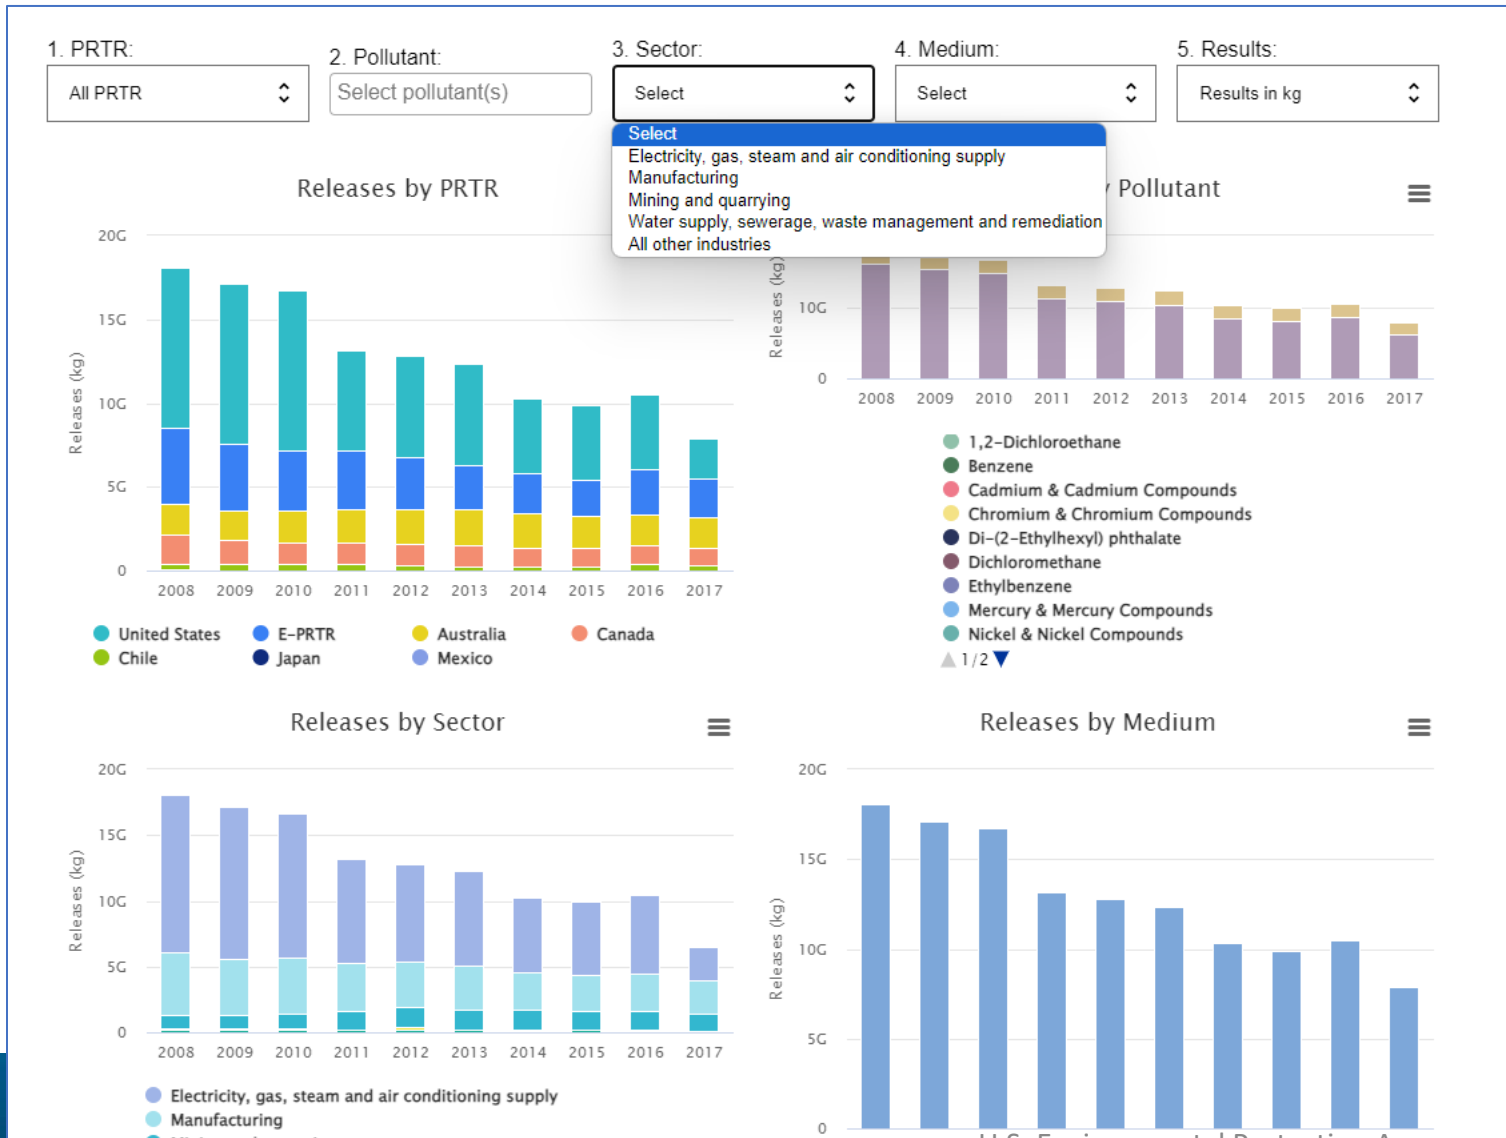 1. PRTR:
2. Pollutant:
3. Sector:
4. Medium:
5. Results:
All PRTR
Select pollutant(s)
Select
Select
Results in kg
Select
Electricity, gas, steam and air conditioning supply
Manufacturing
Mining and quarrying
Water supply, sewerage, waste management and remediation
All other industries
Releases by PRTR
20G
15G
10G
5G
0
Releases (kg)
2008 2009 2010 2011 2012 2013 2014 2015 2016 2017
United States E-PRTR Australia Canada
Chile Japan Mexico
Pollutant
10G
0
Releases (kg)
2008 2009 2010 2011 2012 2013 2014 2015 2016 2017
1,2-Dichloroethane
Benzene
Cadmium & Cadmium Compounds
Chromium & Chromium Compounds
Di-(2-Ethylhexyl) phthalate
Dichloromethane
Ethylbenzene
Mercury & Mercury Compounds
Nickel & Nickel Compounds
1/2
Releases by Sector
20G
15G
10G
5G
0
Releases (kg)
2008 2009 2010 2011 2012 2013 2014 2015 2016 2017
Electricity, gas, steam and air conditioning supply
Manufacturing
Releases by Medium
20G
15G
10G
5G
0
Releases (kg)